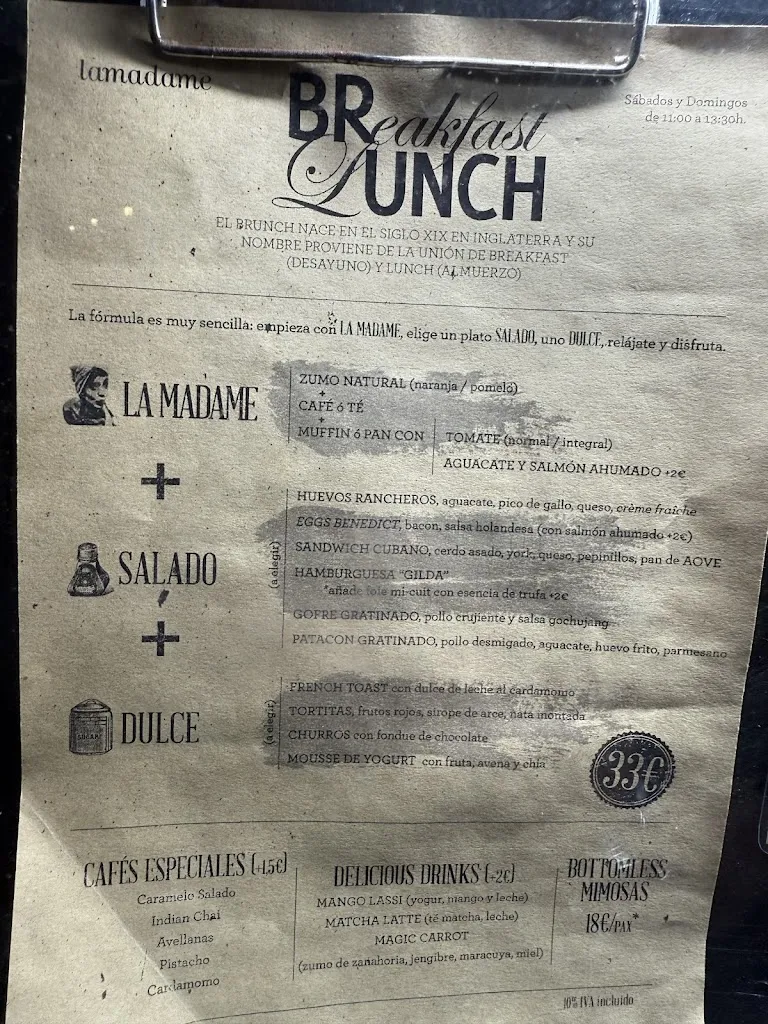 lamadame
BReakfast
LUNCH
Sábados y Domingos
de 11:00 a 13:30h.
EL BRUNCH NACE EN EL SIGLO XIX EN INGLATERRA Y SU
NOMBRE PROVIENE DE LA UNIÓN DE BREAKFAST
(DESAYUNO) Y LUNCH (ALMUERZO)
La fórmula es muy sencilla: empieza con LA MADAME, elige un plato SALADO, uno DULCE, relájate y disfruta.
LA MADAME
ZUMO NATURAL (naranja / pomelo)
+
CAFÉ ó TÉ
+
MUFFIN ó PAN CON
TOMATE (normal / integral)
AGUACATE Y SALMÓN AHUMADO +2€
+
SALADO
(a elegir)
HUEVOS RANCHEROS, aguacate, pico de gallo, queso, crème fraîche
EGGS BENEDICT, bacon, salsa holandesa (con salmón ahumado +2€)
SANDWICH CUBANO, cerdo asado, york, queso, pepinillos, pan de AOVE
HAMBURGUESA "GILDA"
*añade foie mi-cuit con esencia de trufa +2€
GOFRE GRATINADO, pollo crujiente y salsa gochujang
PATACON GRATINADO, pollo desmigado, aguacate, huevo frito, parmesano
+
DULCE
(a elegir)
FRENCH TOAST con dulce de leche al cardamomo
TORTITAS, frutos rojos, sirope de arce, nata montada
CHURROS con fondue de chocolate
MOUSSE DE YOGURT con fruta, avena y chia
33€
CAFÉS ESPECIALES (+1.5€)
Caramelo Salado
Indian Chai
Avellanas
Pistacho
Cardamomo
DELICIOUS DRINKS (+2€)
MANGO LASSI (yogur, mango y leche)
MATCHA LATTE (té matcha, leche)
MAGIC CARROT
(zumo de zanahoria, jengibre, maracuya, miel)
BOTTOMLESS
MIMOSAS
18€/PAX*
10% IVA incluido